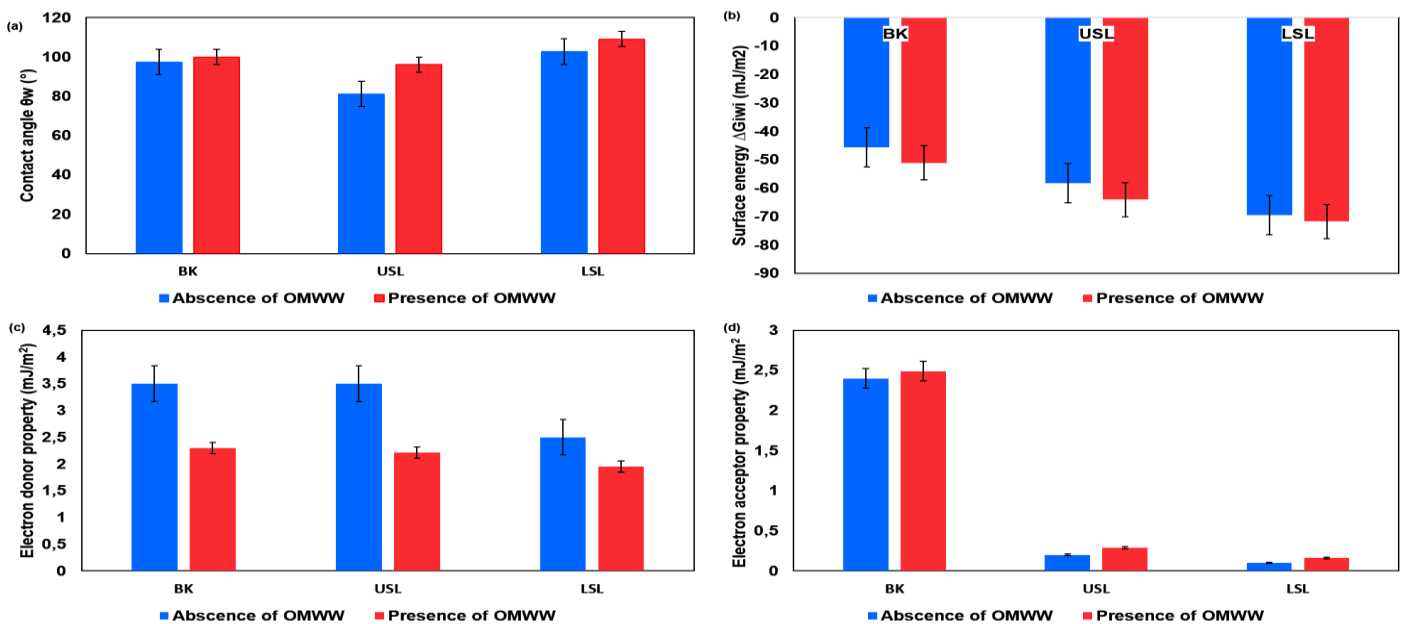 (a)
Contact angle θw (°)
120
100
80
60
40
20
0
BK
USL
LSL
Abscence of OMWW
Presence of OMWW
(b)
Surface energy ΔGiwi (mJ/m2)
0
-10
-20
-30
-40
-50
-60
-70
-80
-90
BK
USL
LSL
Abscence of OMWW
Presence of OMWW
(c)
Electron donor property (mJ/m²)
4,5
4
3,5
3
2,5
2
1,5
1
0,5
0
BK
USL
LSL
Abscence of OMWW
Presence of OMWW
(d)
Electron acceptor property (mJ/m²
3
2,5
2
1,5
1
0,5
0
BK
USL
LSL
Abscence of OMWW
Presence of OMWW